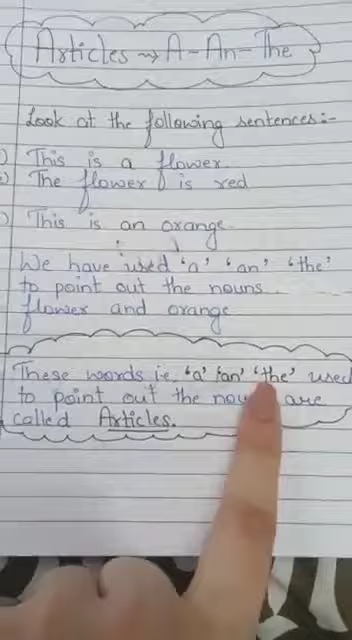 Articles → A - An - The
Look at the following sentences:-
) This is a flower.
) The flower is red
) This is an orange.
We have used 'a' 'an' 'the'
to point out the nouns
flower and orange
These words i.e. 'a' 'an' 'the' used
to point out the are
called Articles.